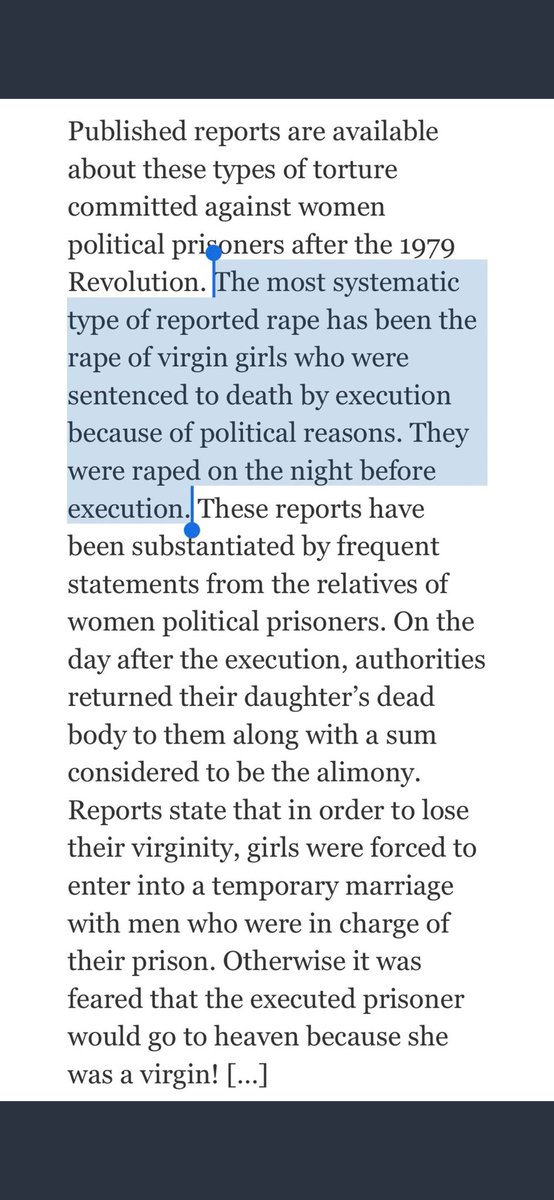 Published reports are available
about these types of torture
committed against women
political prisoners after the 1979
Revolution. The most systematic
type of reported rape has been the
rape of virgin girls who were
sentenced to death by execution
because of political reasons. They
were raped on the night before
execution. These reports have
been substantiated by frequent
statements from the relatives of
women political prisoners. On the
day after the execution, authorities
returned their daughter’s dead
body to them along with a sum
considered to be the alimony.
Reports state that in order to lose
their virginity, girls were forced to
enter into a temporary marriage
with men who were in charge of
their prison. Otherwise it was
feared that the executed prisoner
would go to heaven because she
was a virgin! [...]